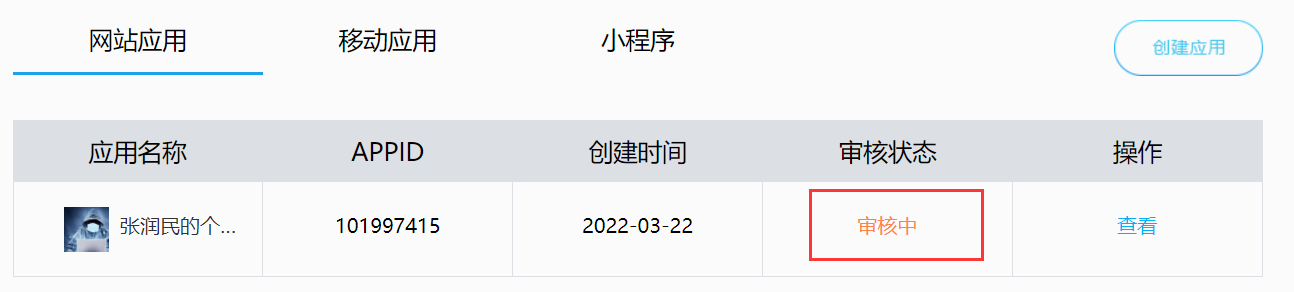 网站应用 移动应用 小程序 创建应用
应用名称 APPID 创建时间 审核状态 操作
张润民的个... 101997415 2022-03-22 审核中 查看